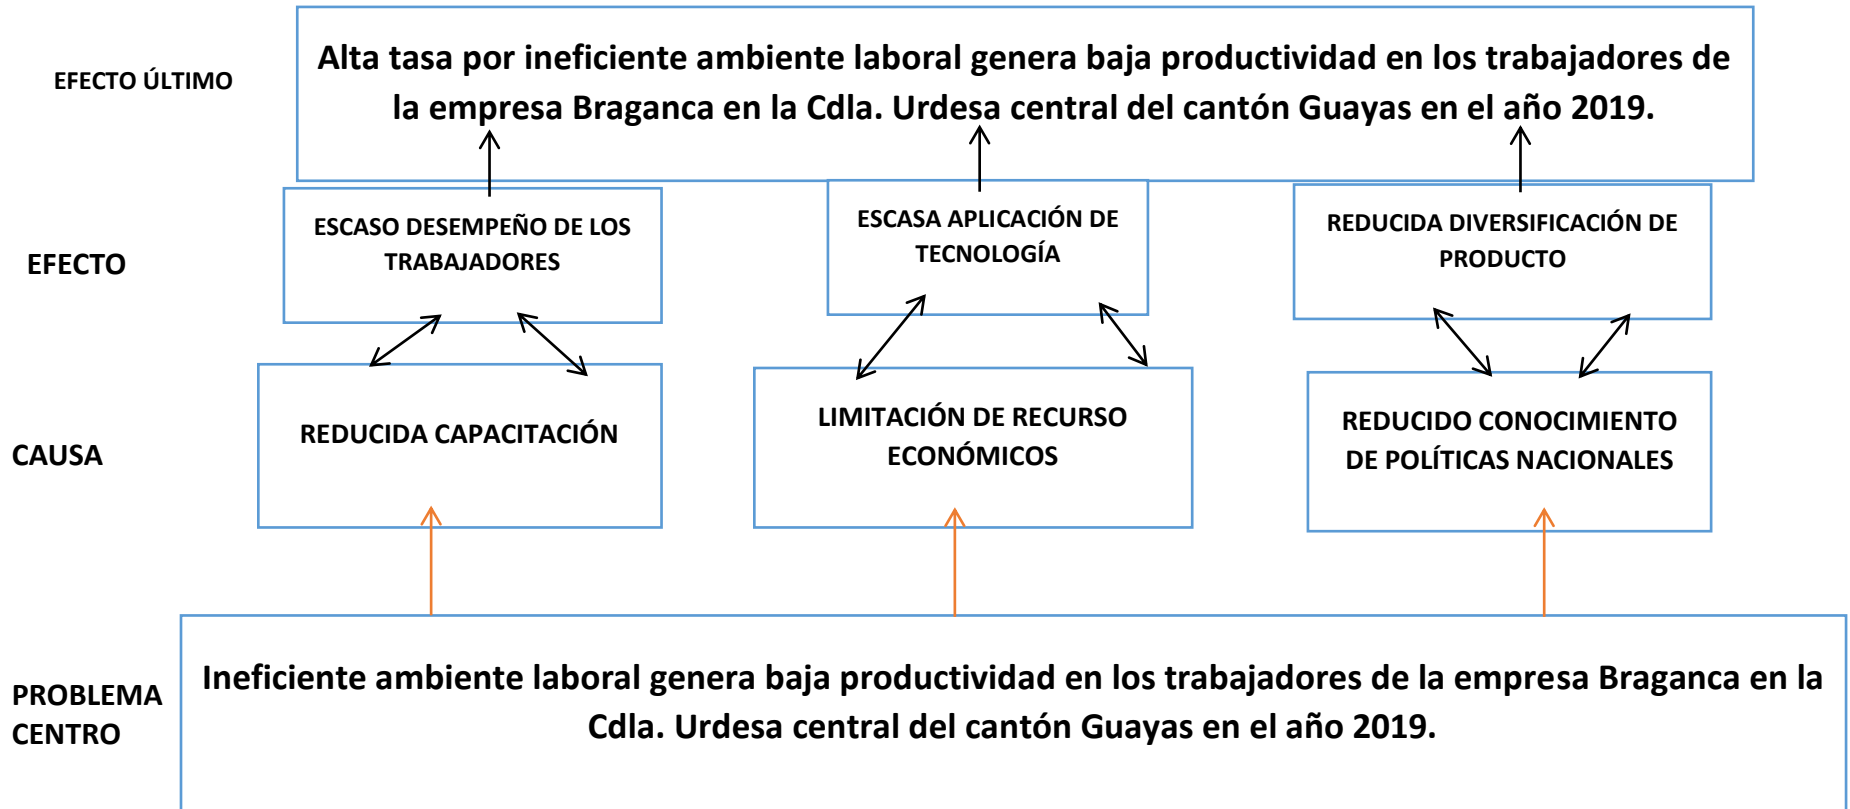 EFECTO ÚLTIMO
Alta tasa por ineficiente ambiente laboral genera baja productividad en los trabajadores de
la empresa Braganca en la Cdla. Urdesa central del cantón Guayas en el año 2019.
EFECTO
ESCASO DESEMPEÑO DE LOS
TRABAJADORES
ESCASA APLICACIÓN DE
TECNOLOGÍA
REDUCIDA DIVERSIFICACIÓN DE
PRODUCTO
CAUSA
REDUCIDA CAPACITACIÓN
LIMITACIÓN DE RECURSO
ECONÓMICOS
REDUCIDO CONOCIMIENTO
DE POLÍTICAS NACIONALES
PROBLEMA
CENTRO
Ineficiente ambiente laboral genera baja productividad en los trabajadores de la empresa Braganca en la
Cdla. Urdesa central del cantón Guayas en el año 2019.